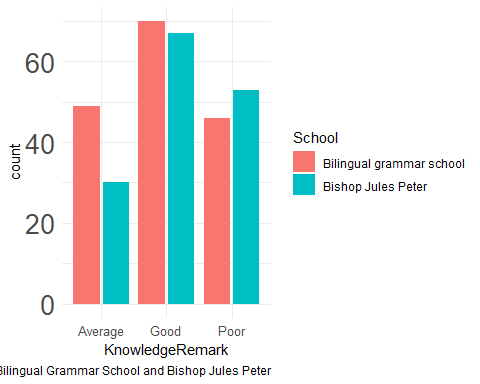 60
40
20
0
count
Average Good Poor
KnowledgeRemark
Bilingual Grammar School and Bishop Jules Peter
School
Bilingual grammar school
Bishop Jules Peter